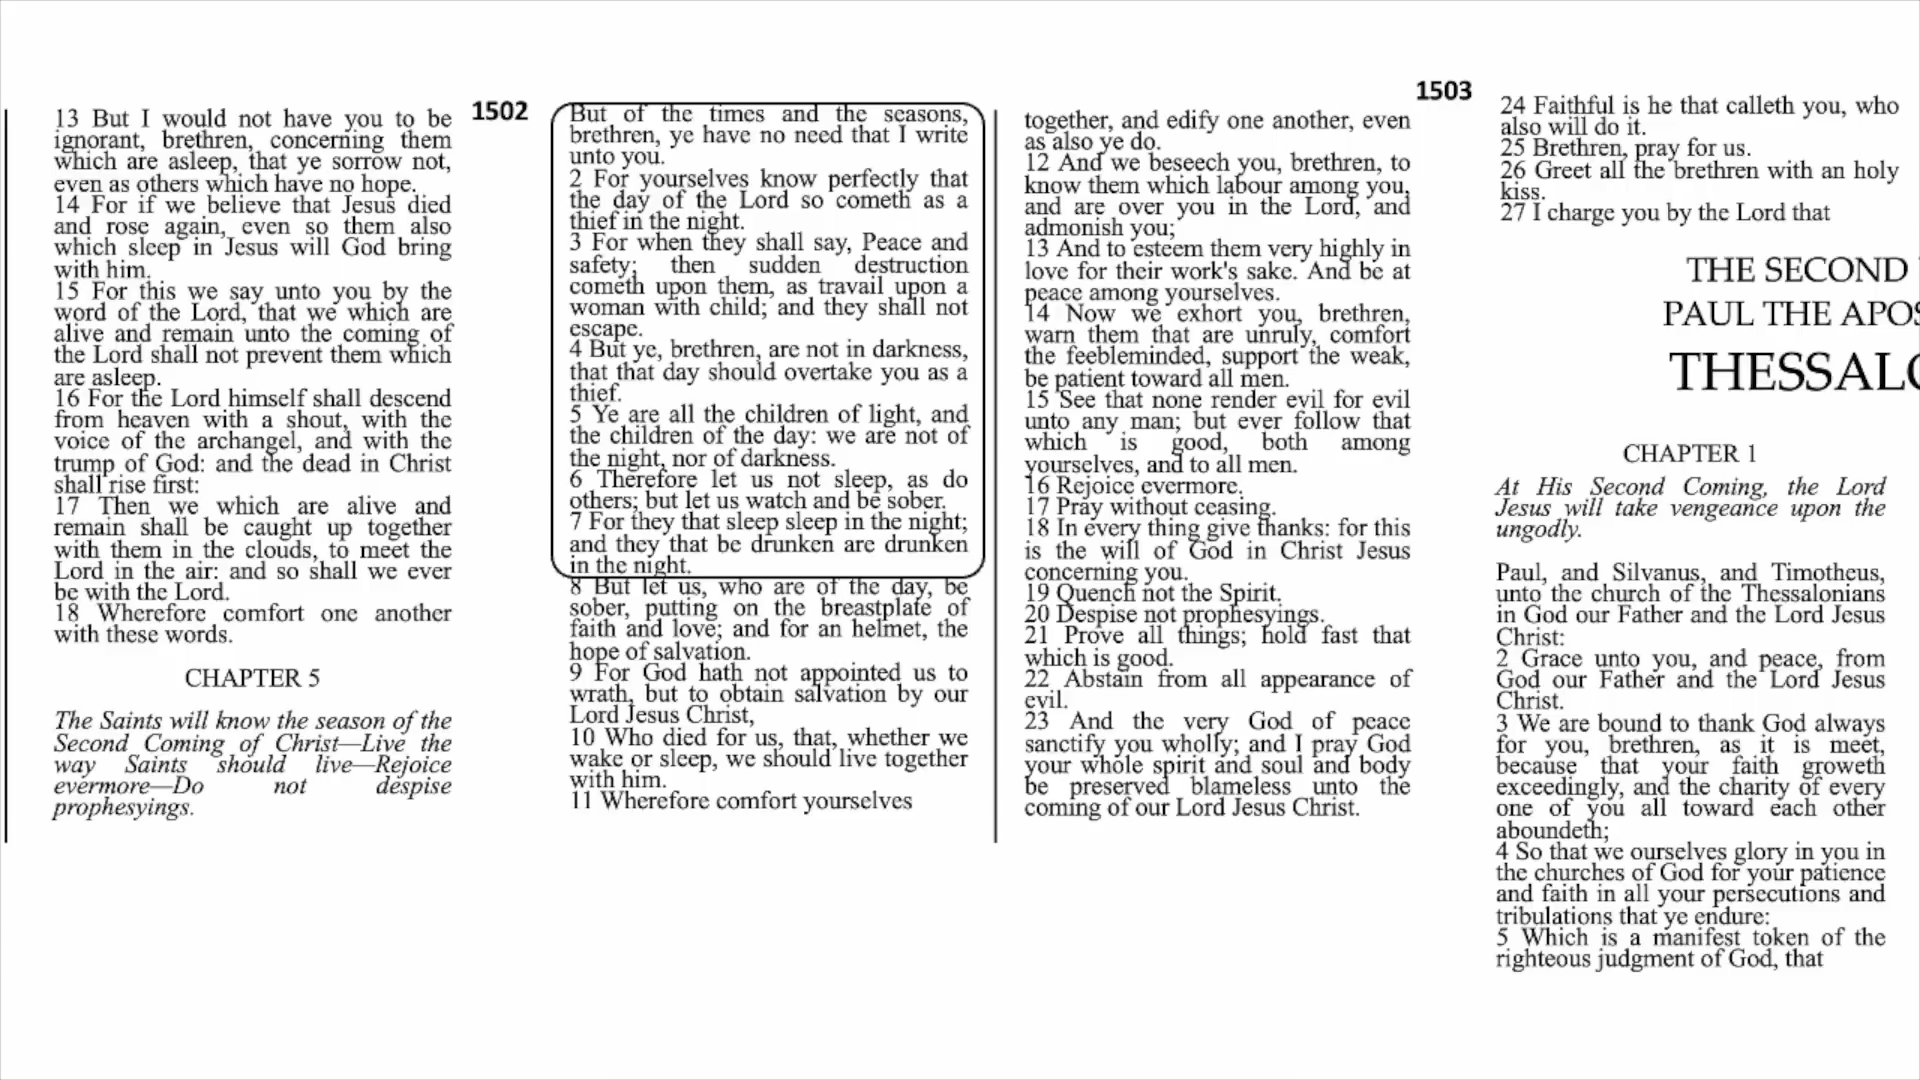 13 But I would not have you to be
ignorant, brethren, concerning them
which are asleep, that ye sorrow not,
even as others which have no hope.
14 For if we believe that Jesus died
and rose again, even so them also
which sleep in Jesus will God bring
with him.
15 For this we say unto you by the
word of the Lord, that we which are
alive and remain unto the coming of
the Lord shall not prevent them which
are asleep.
16 For the Lord himself shall descend
from heaven with a shout, with the
voice of the archangel, and with the
trump of God: and the dead in Christ
shall rise first:
17 Then we which are alive and
remain shall be caught up together
with them in the clouds, to meet the
Lord in the air: and so shall we ever
be with the Lord.
18 Wherefore comfort one another
with these words.
CHAPTER 5
The Saints will know the season of the
Second Coming of Christ—Live the
way Saints should live—Rejoice
evermore—Do not despise
prophesyings.
1502
But of the times and the seasons,
brethren, ye have no need that I write
unto you.
2 For yourselves know perfectly that
the day of the Lord so cometh as a
thief in the night.
3 For when they shall say, Peace and
safety; then sudden destruction
cometh upon them, as travail upon a
woman with child; and they shall not
escape.
4 But ye, brethren, are not in darkness,
that that day should overtake you as a
thief.
5 Ye are all the children of light, and
the children of the day: we are not of
the night, nor of darkness.
6 Therefore let us not sleep, as do
others; but let us watch and be sober.
7 For they that sleep sleep in the night;
and they that be drunken are drunken
in the night.
8 But let us, who are of the day, be
sober, putting on the breastplate of
faith and love; and for an helmet, the
hope of salvation.
9 For God hath not appointed us to
wrath, but to obtain salvation by our
Lord Jesus Christ,
10 Who died for us, that, whether we
wake or sleep, we should live together
with him.
11 Wherefore comfort yourselves
together, and edify one another, even
as also ye do.
12 And we beseech you, brethren, to
know them which labour among you,
and are over you in the Lord, and
admonish you;
13 And to esteem them very highly in
love for their work's sake. And be at
peace among yourselves.
14 Now we exhort you, brethren,
warn them that are unruly, comfort
the feebleminded, support the weak,
be patient toward all men.
15 See that none render evil for evil
unto any man; but ever follow that
which is good, both among
yourselves, and to all men.
16 Rejoice evermore.
17 Pray without ceasing.
18 In every thing give thanks: for this
is the will of God in Christ Jesus
concerning you.
19 Quench not the Spirit.
20 Despise not prophesyings.
21 Prove all things; hold fast that
which is good.
22 Abstain from all appearance of
evil.
23 And the very God of peace
sanctify you wholly; and I pray God
your whole spirit and soul and body
be preserved blameless unto the
coming of our Lord Jesus Christ.
1503
24 Faithful is he that calleth you, who
also will do it.
25 Brethren, pray for us.
26 Greet all the brethren with an holy
kiss.
27 I charge you by the Lord that
THE SECOND
PAUL THE APOS
THESSALO
CHAPTER 1
At His Second Coming, the Lord
Jesus will take vengeance upon the
ungodly.
Paul, and Silvanus, and Timotheus,
unto the church of the Thessalonians
in God our Father and the Lord Jesus
Christ:
2 Grace unto you, and peace, from
God our Father and the Lord Jesus
Christ.
3 We are bound to thank God always
for you, brethren, as it is meet,
because that your faith groweth
exceedingly, and the charity of every
one of you all toward each other
aboundeth;
4 So that we ourselves glory in you in
the churches of God for your patience
and faith in all your persecutions and
tribulations that ye endure:
5 Which is a manifest token of the
righteous judgment of God, that